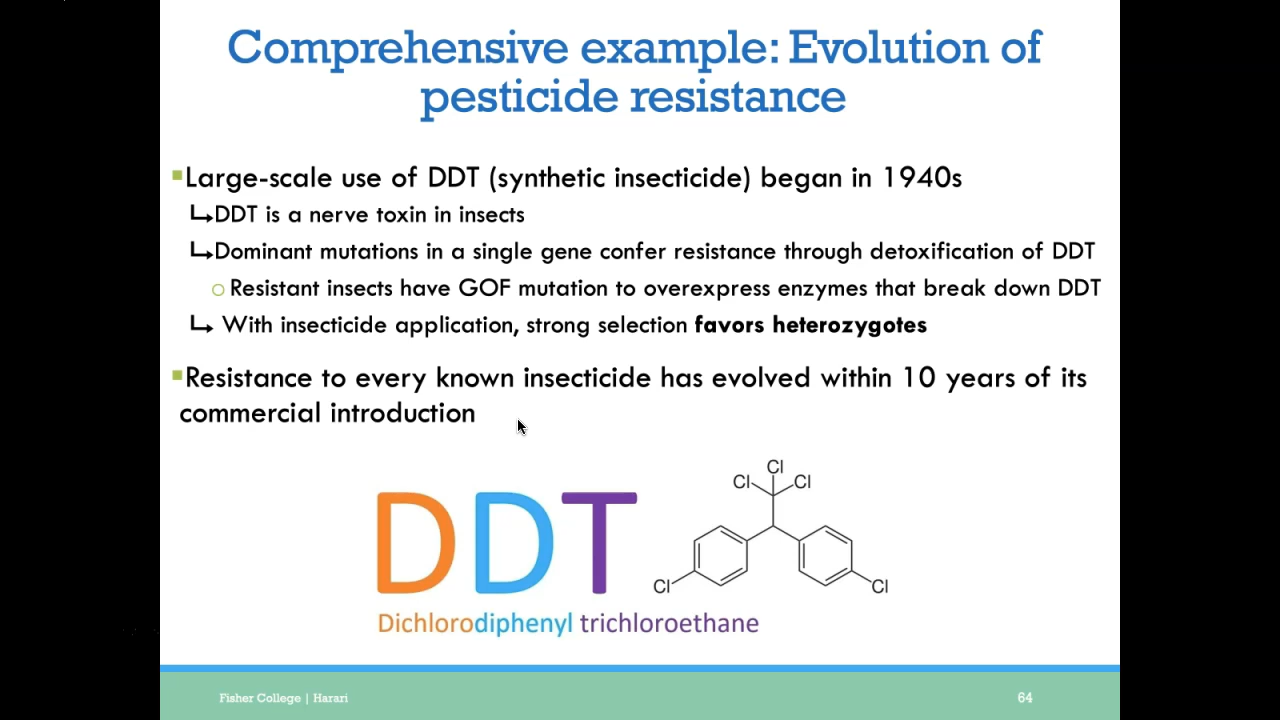 Comprehensive example: Evolution of
pesticide resistance
▪Large-scale use of DDT (synthetic insecticide) began in 1940s
↳DDT is a nerve toxin in insects
↳Dominant mutations in a single gene confer resistance through detoxification of DDT
○Resistant insects have GOF mutation to overexpress enzymes that break down DDT
↳ With insecticide application, strong selection favors heterozygotes
▪Resistance to every known insecticide has evolved within 10 years of its
commercial introduction
DDT
Dichlorodiphenyl trichloroethane
Cl
Cl Cl
Cl Cl
Fisher College | Harari
64